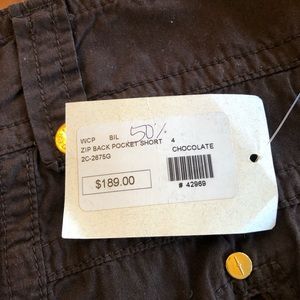 50%
WCP BIL
ZIP BACK POCKET SHORT 4
2C-2875G CHOCOLATE
$189.00
# 42969